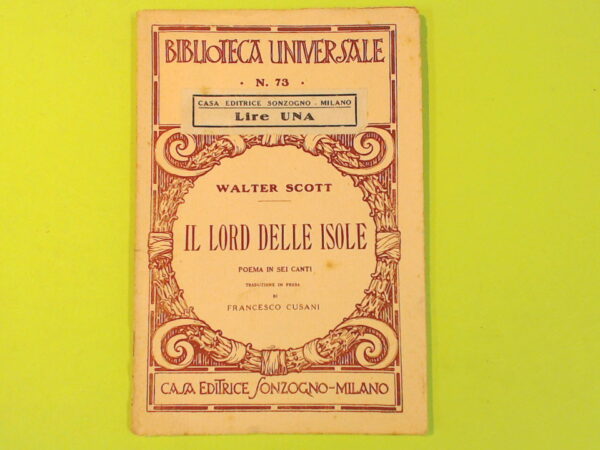 BIBLIOTECA UNIVERSALE
· N. 73 ·
CASA EDITRICE SONZOGNO - MILANO
Lire UNA
WALTER SCOTT
IL LORD DELLE ISOLE
POEMA IN SEI CANTI
TRADUZIONE IN PROSA
DI
FRANCESCO CUSANI
CASA EDITRICE SONZOGNO-MILANO